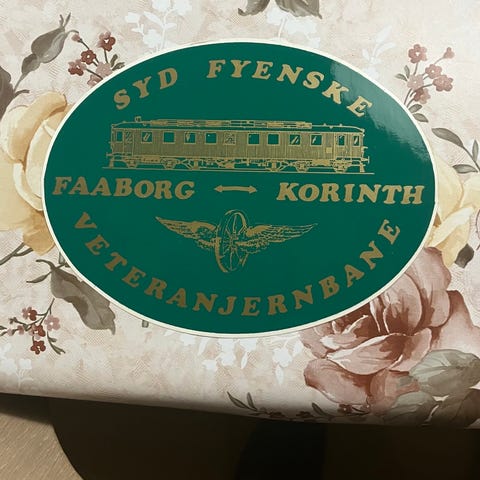 SYD FYENSKE
FAABORG ↔ KORINTH
VETERANJERNBANE